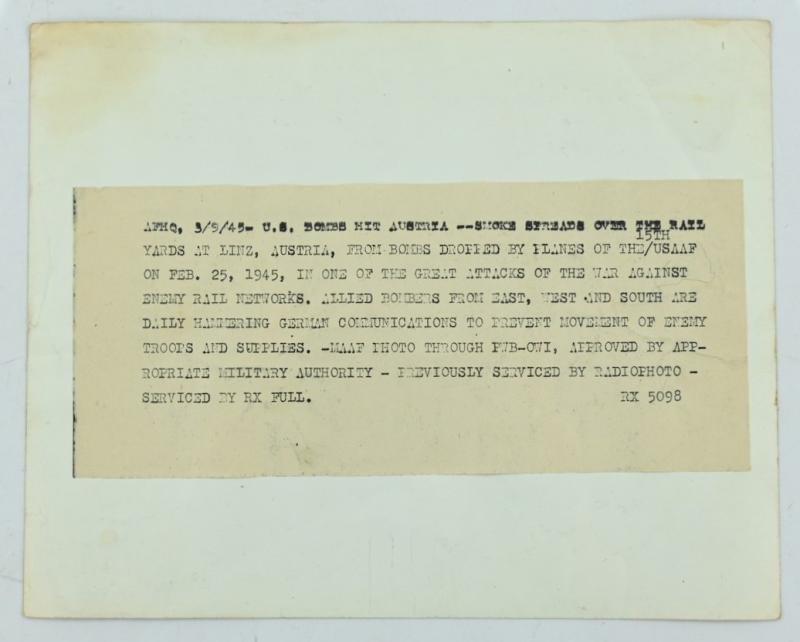 AFHQ, 3/9/45- U.S. BOMBS HIT AUSTRIA --SMOKE SPREADS OVER THE RAIL
15TH
YARDS AT LINZ, AUSTRIA, FROM BOMBS DROPPED BY PLANES OF THE/USAAF
ON FEB. 25, 1945, IN ONE OF THE GREAT ATTACKS OF THE WAR AGAINST
ENEMY RAIL NETWORKS. ALLIED BOMBERS FROM EAST, WEST AND SOUTH ARE
DAILY HAMMERING GERMAN COMMUNICATIONS TO PREVENT MOVEMENT OF ENEMY
TROOPS AND SUPPLIES. -MAAF PHOTO THROUGH PWB-OWI, APPROVED BY APP-
ROPRIATE MILITARY AUTHORITY - PREVIOUSLY SERVICED BY RADIOPHOTO -
SERVICED BY RX FULL. RX 5098